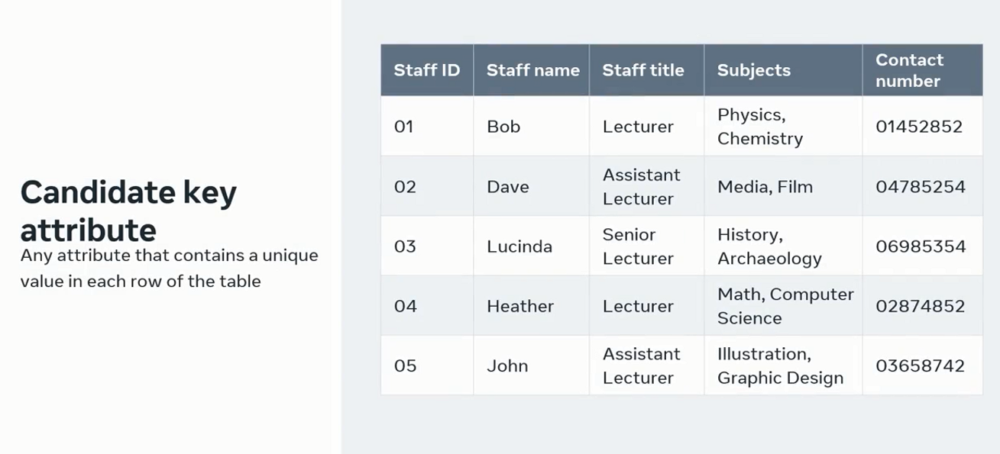 Candidate key
attribute
Any attribute that contains a unique
value in each row of the table
Staff ID Staff name Staff title Subjects Contact
number
01 Bob Lecturer Physics,
Chemistry 01452852
02 Dave Assistant
Lecturer Media, Film 04785254
03 Lucinda Senior
Lecturer History,
Archaeology 06985354
04 Heather Lecturer Math, Computer
Science 02874852
05 John Assistant
Lecturer Illustration,
Graphic Design 03658742